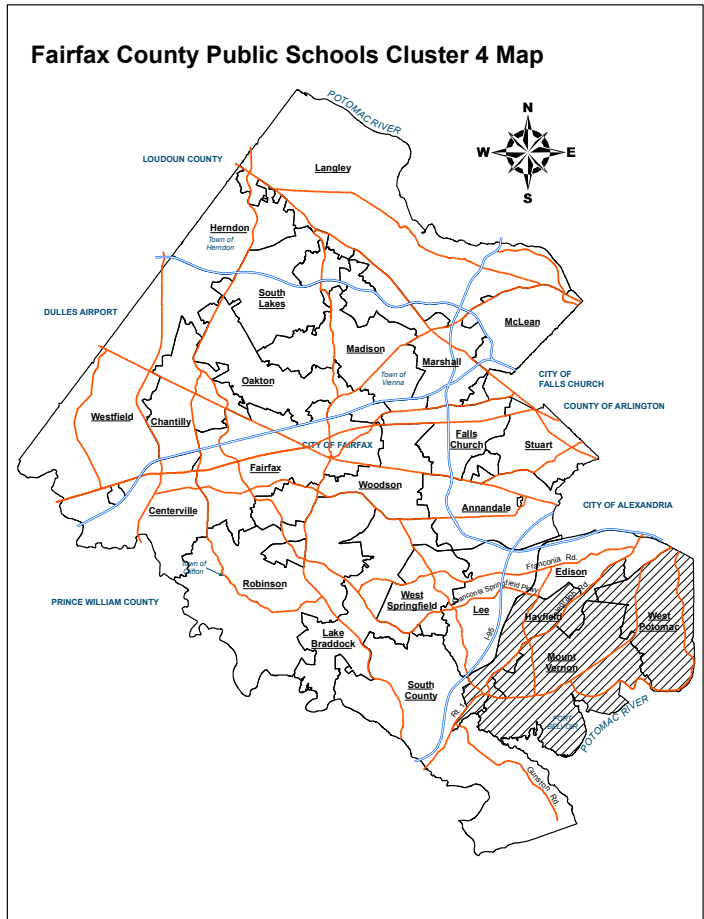 Fairfax County Public Schools Cluster 4 Map
POTOMAC RIVER
N
W
E
S
LOUDOUN COUNTY
Langley
Herndon
Town of
Herndon
South
Lakes
DULLES AIRPORT
McLean
Madison
Marshall
Town of
Vienna
CITY OF
FALLS CHURCH
Oakton
COUNTY OF ARLINGTON
Westfield
Chantilly
CITY OF FAIRFAX
Falls
Church
Stuart
Fairfax
Woodson
Annandale
CITY OF ALEXANDRIA
Centerville
Town of
Clifton
Franconia Rd.
Edison
Robinson
West
Springfield
Franconia Springfield Pkwy
Telegraph Rd
PRINCE WILLIAM COUNTY
Lee
Hayfield
West
Potomac
I-95
Lake
Braddock
Mount
Vernon
South
County
Rt. 1
FORT
BELVOIR
POTOMAC RIVER
Gunston Rd